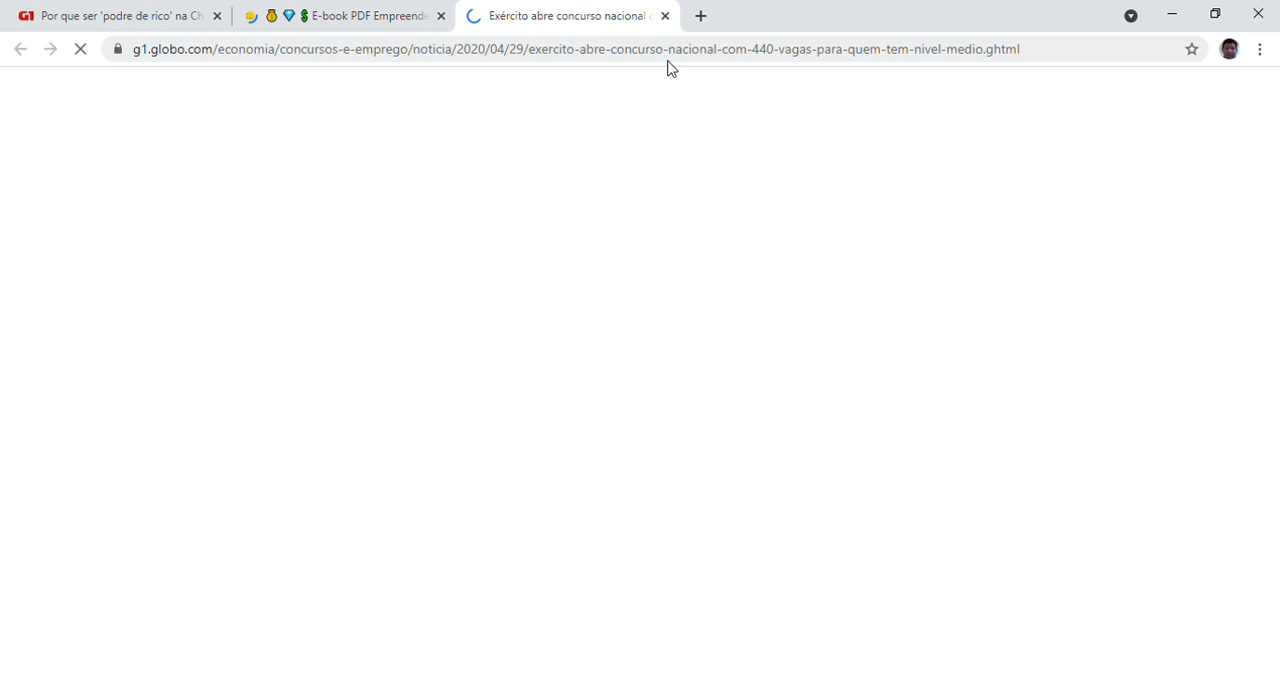 G1 Por que ser 'podre de rico' na Ch
E-book PDF Empreende
Exército abre concurso nacional
g1.globo.com/economia/concursos-e-emprego/noticia/2020/04/29/exercito-abre-concurso-nacional-com-440-vagas-para-quem-tem-nivel-medio.ghtml